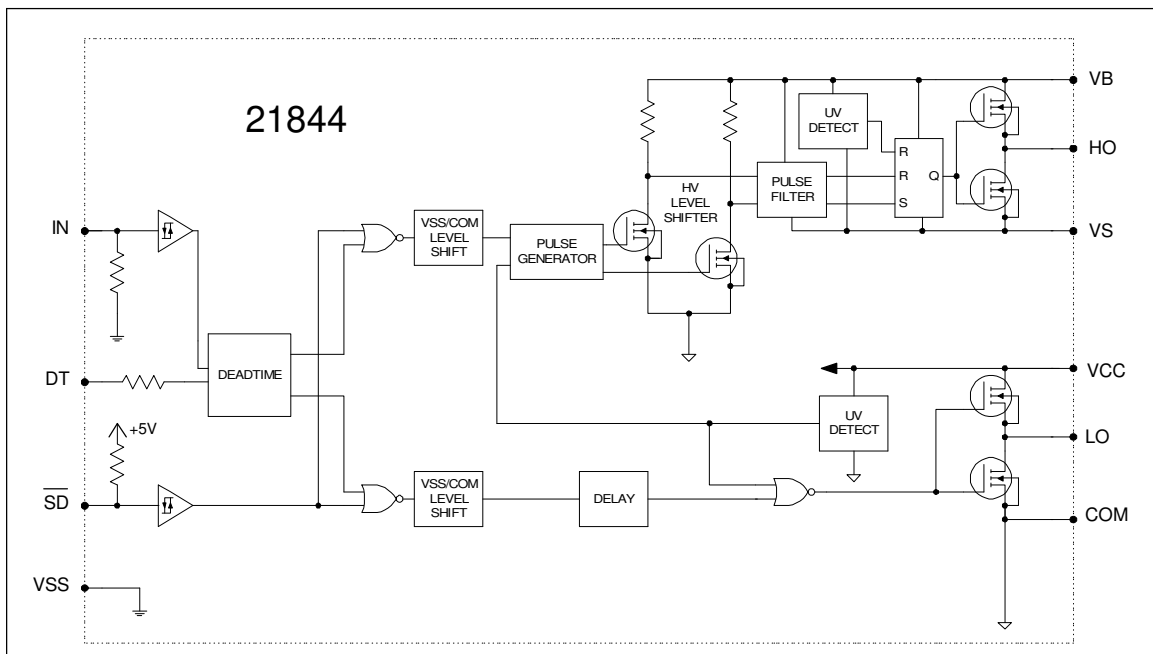 21844
VB
UV
DETECT
HO
R
R
Q
S
PULSE
FILTER
HV
LEVEL
SHIFTER
VS
IN
VSS/COM
LEVEL
SHIFT
PULSE
GENERATOR
DEADTIME
DT
VCC
UV
DETECT
LO
+5V
SD
VSS/COM
LEVEL
SHIFT
DELAY
COM
VSS